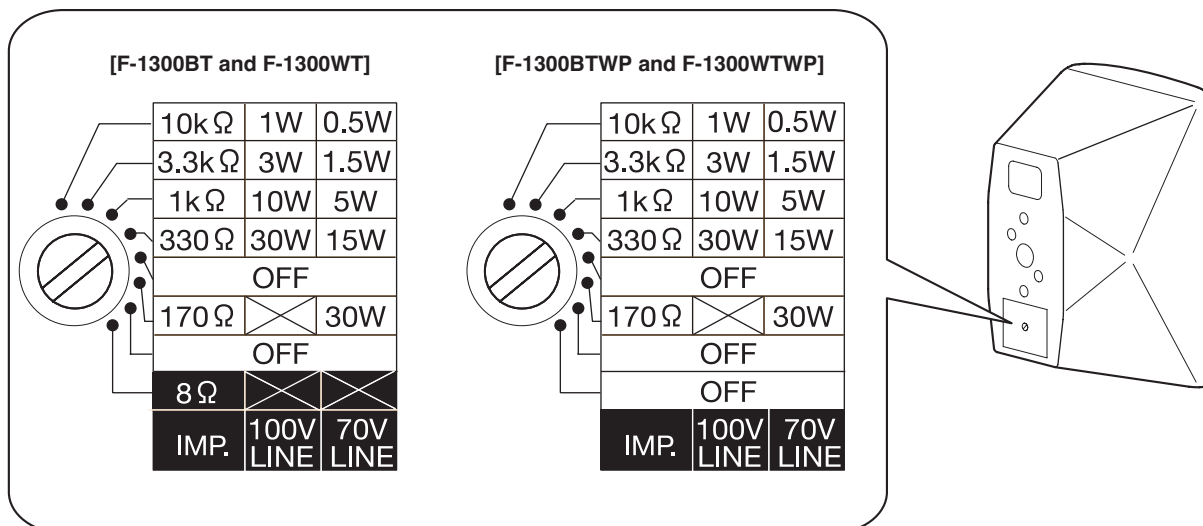 [F-1300BT and F-1300WT]
10kΩ 1W 0.5W
3.3kΩ 3W 1.5W
1kΩ 10W 5W
330Ω 30W 15W
OFF
170Ω 30W
OFF
8Ω
IMP. 100V LINE 70V LINE
[F-1300BTWP and F-1300WTWP]
10kΩ 1W 0.5W
3.3kΩ 3W 1.5W
1kΩ 10W 5W
330Ω 30W 15W
OFF
170Ω 30W
OFF
OFF
IMP. 100V LINE 70V LINE